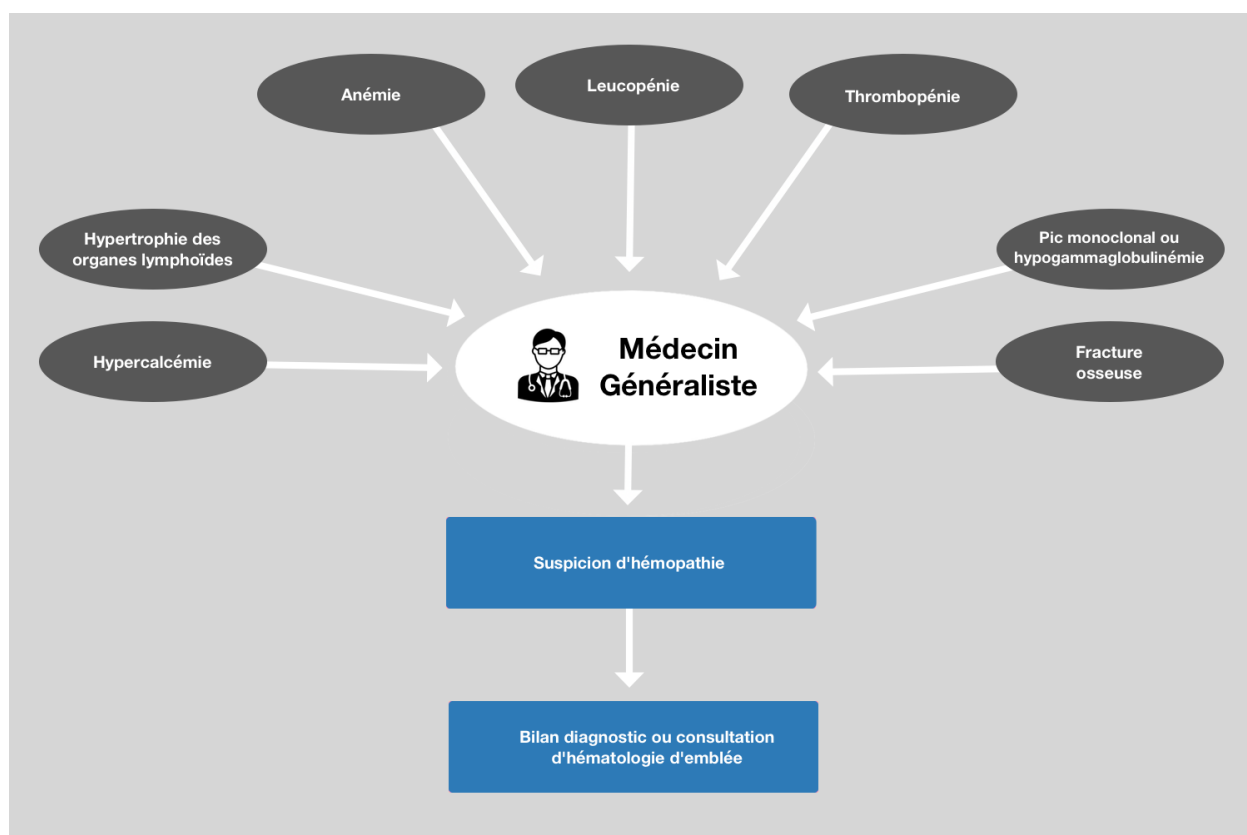 Anémie
Leucopénie
Thrombopénie
Hypertrophie des
organes lymphoïdes
Pic monoclonal ou
hypogammaglobulinémie
Hypercalcémie
Médecin
Généraliste
Fracture
osseuse
Suspicion d'hémopathie
Bilan diagnostic ou consultation
d'hématologie d'emblée